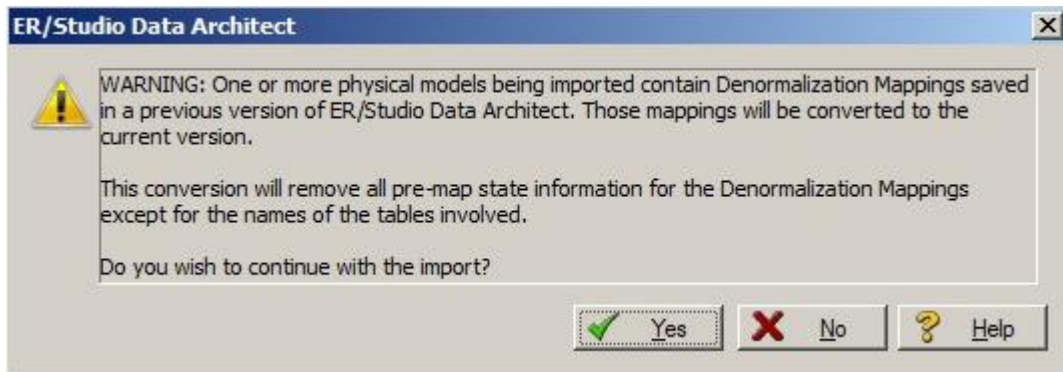 ER/Studio Data Architect
WARNING: One or more physical models being imported contain Denormalization Mappings saved
in a previous version of ER/Studio Data Architect. Those mappings will be converted to the
current version.
This conversion will remove all pre-map state information for the Denormalization Mappings
except for the names of the tables involved.
Do you wish to continue with the import?
Yes No Help